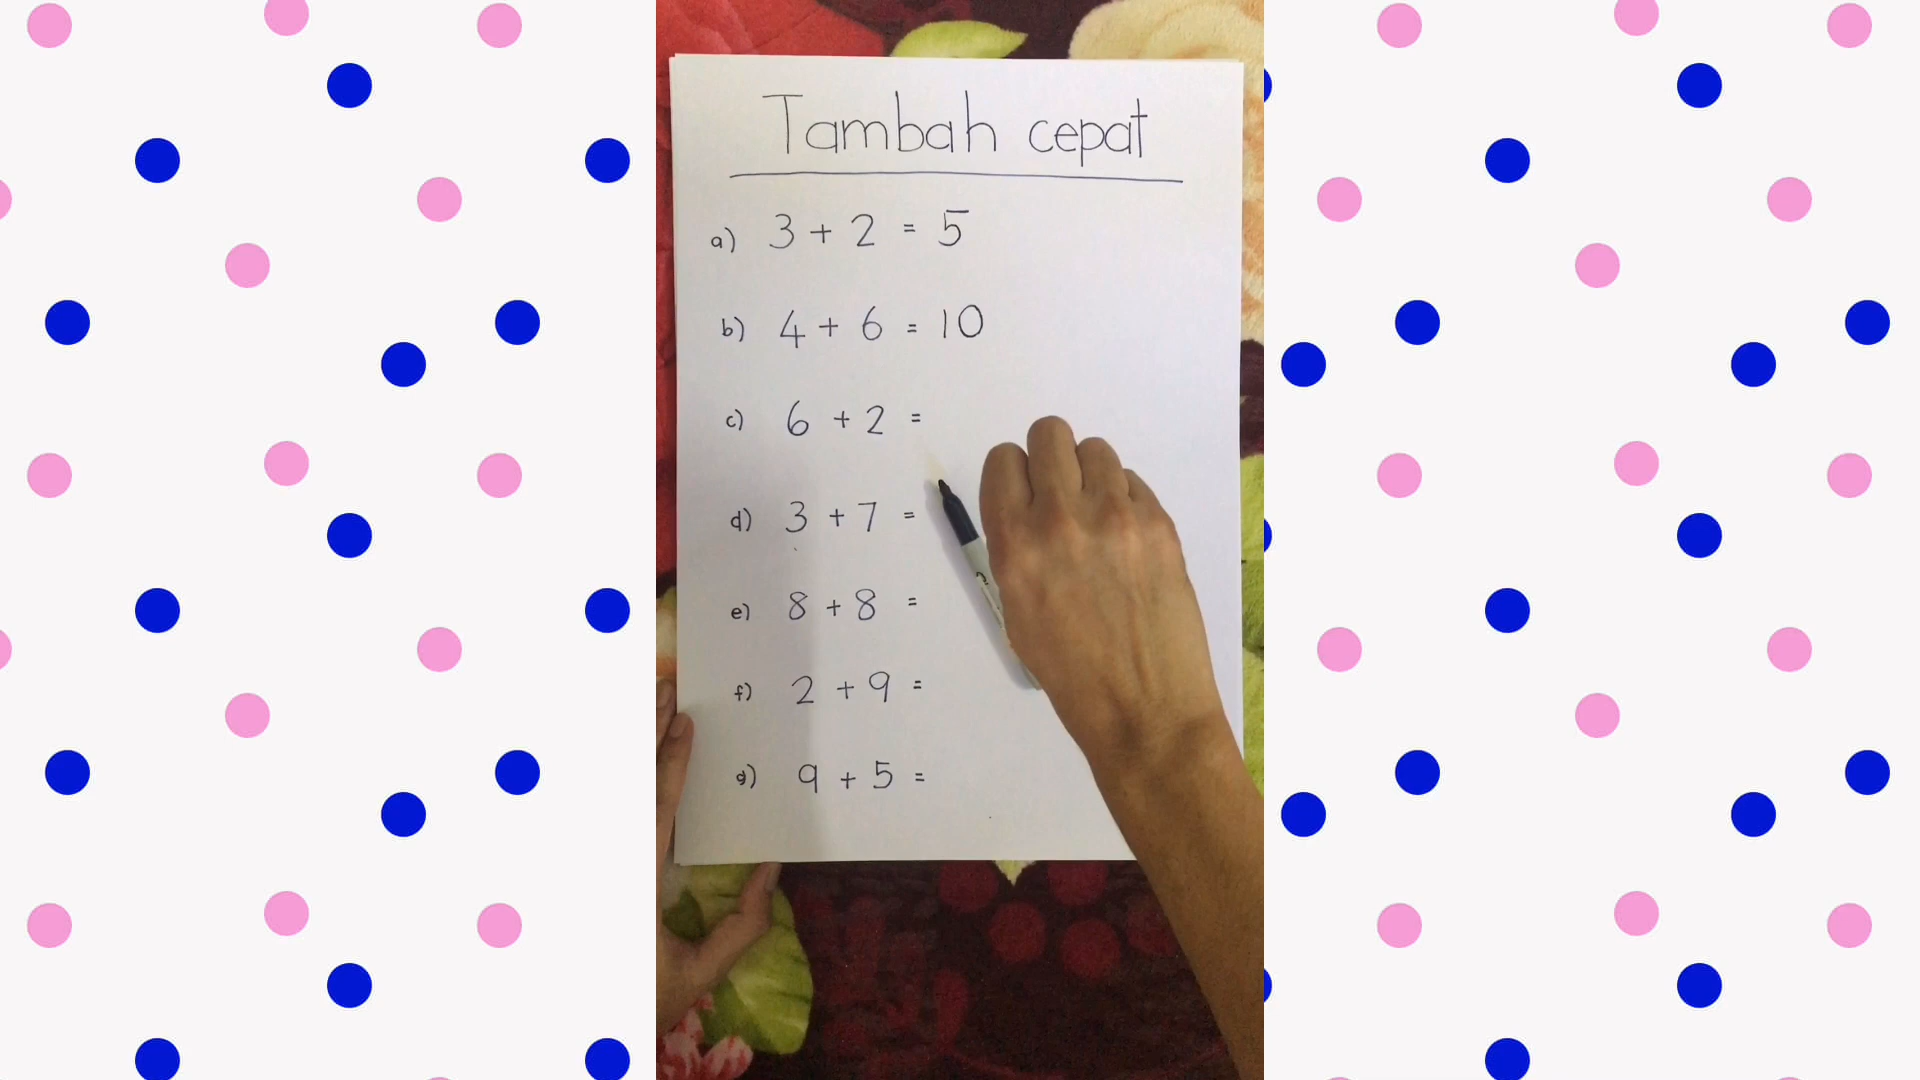 Tambah cepat
a) 3 + 2 = 5
b) 4 + 6 = 10
c) 6 + 2 =
d) 3 + 7 =
e) 8 + 8 =
f) 2 + 9 =
g) 9 + 5 =